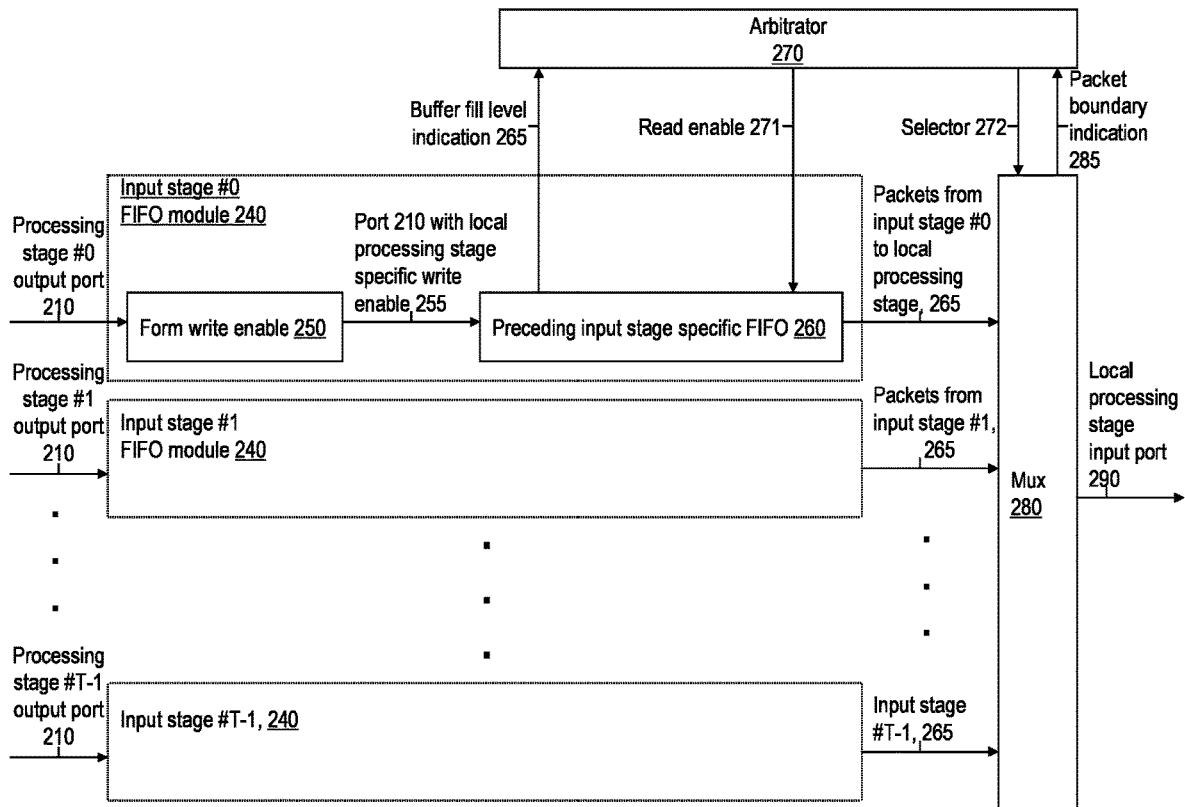 Arbitrator
270
Buffer fill level
indication 265
Read enable 271
Selector 272
Packet
boundary
indication
285
Input stage #0
FIFO module 240
Processing
stage #0
output port
210
Port 210 with local
processing stage
specific write
enable 255
Packets from
input stage #0
to local
processing
stage, 265
Form write enable 250
Preceding input stage specific FIFO 260
Processing
stage #1
output port
210
Input stage #1
FIFO module 240
Packets from
input stage #1,
265
Mux
280
Local
processing
stage
input port
290
Processing
stage #T-1
output port
210
Input stage #T-1, 240
Input stage
#T-1, 265